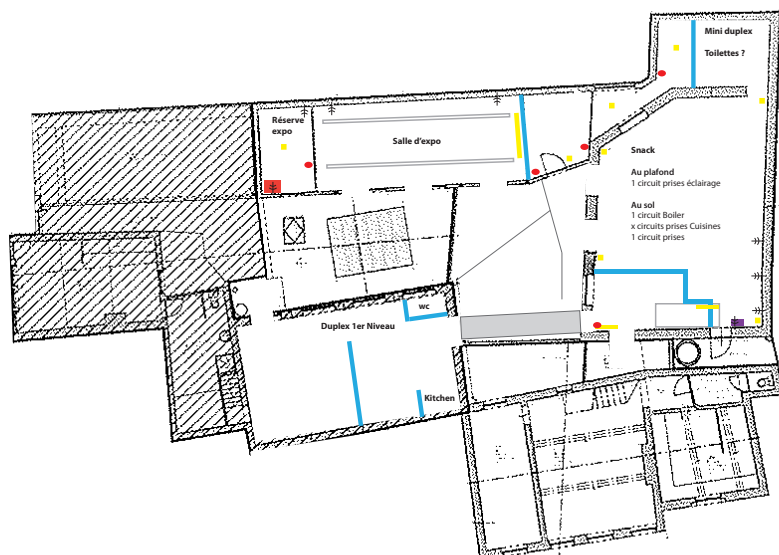 Mini duplex
Toilettes ?
Réserve
expo
Salle d'expo
Snack
Au plafond
1 circuit prises éclairage
Au sol
1 circuit Boiler
x circuits prises Cuisines
1 circuit prises
wc
Duplex 1er Niveau
Kitchen